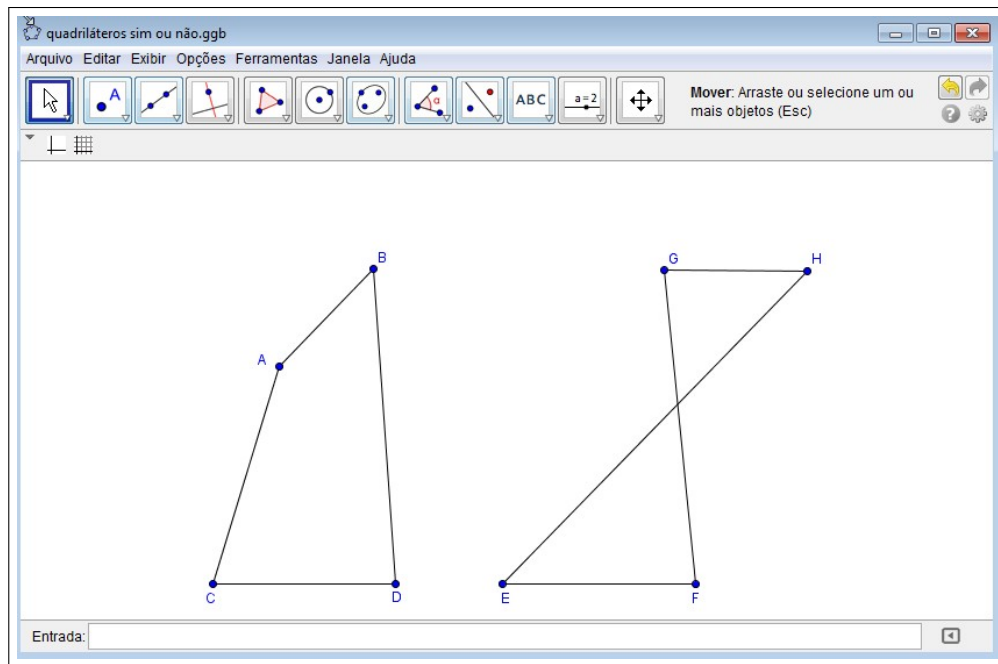 quadriláteros sim ou não.ggb
Arquivo Editar Exibir Opções Ferramentas Janela Ajuda
A
α
ABC
a=2
Mover: Arraste ou selecione um ou
mais objetos (Esc)
B
G
H
A
C
D
E
F
Entrada: